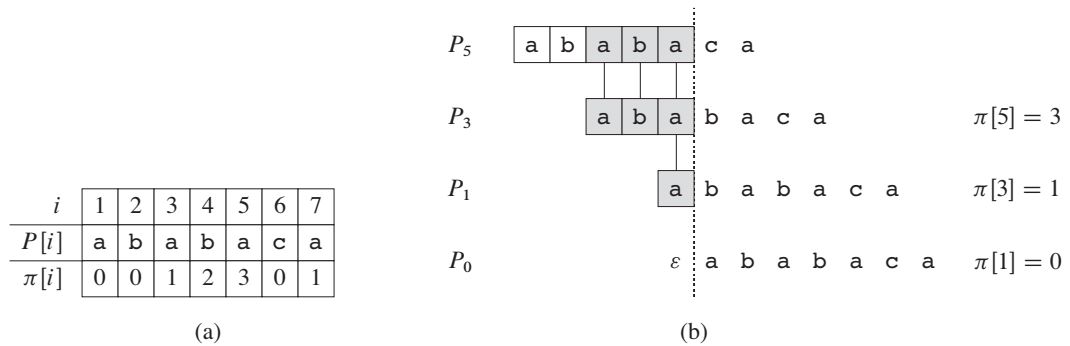 i 1 2 3 4 5 6 7
P[i] a b a b a c a
π[i] 0 0 1 2 3 0 1
(a)
P5 a b a b a c a
P3 a b a b a c a π[5] = 3
P1 a b a b a c a π[3] = 1
P0 ε a b a b a c a π[1] = 0
(b)